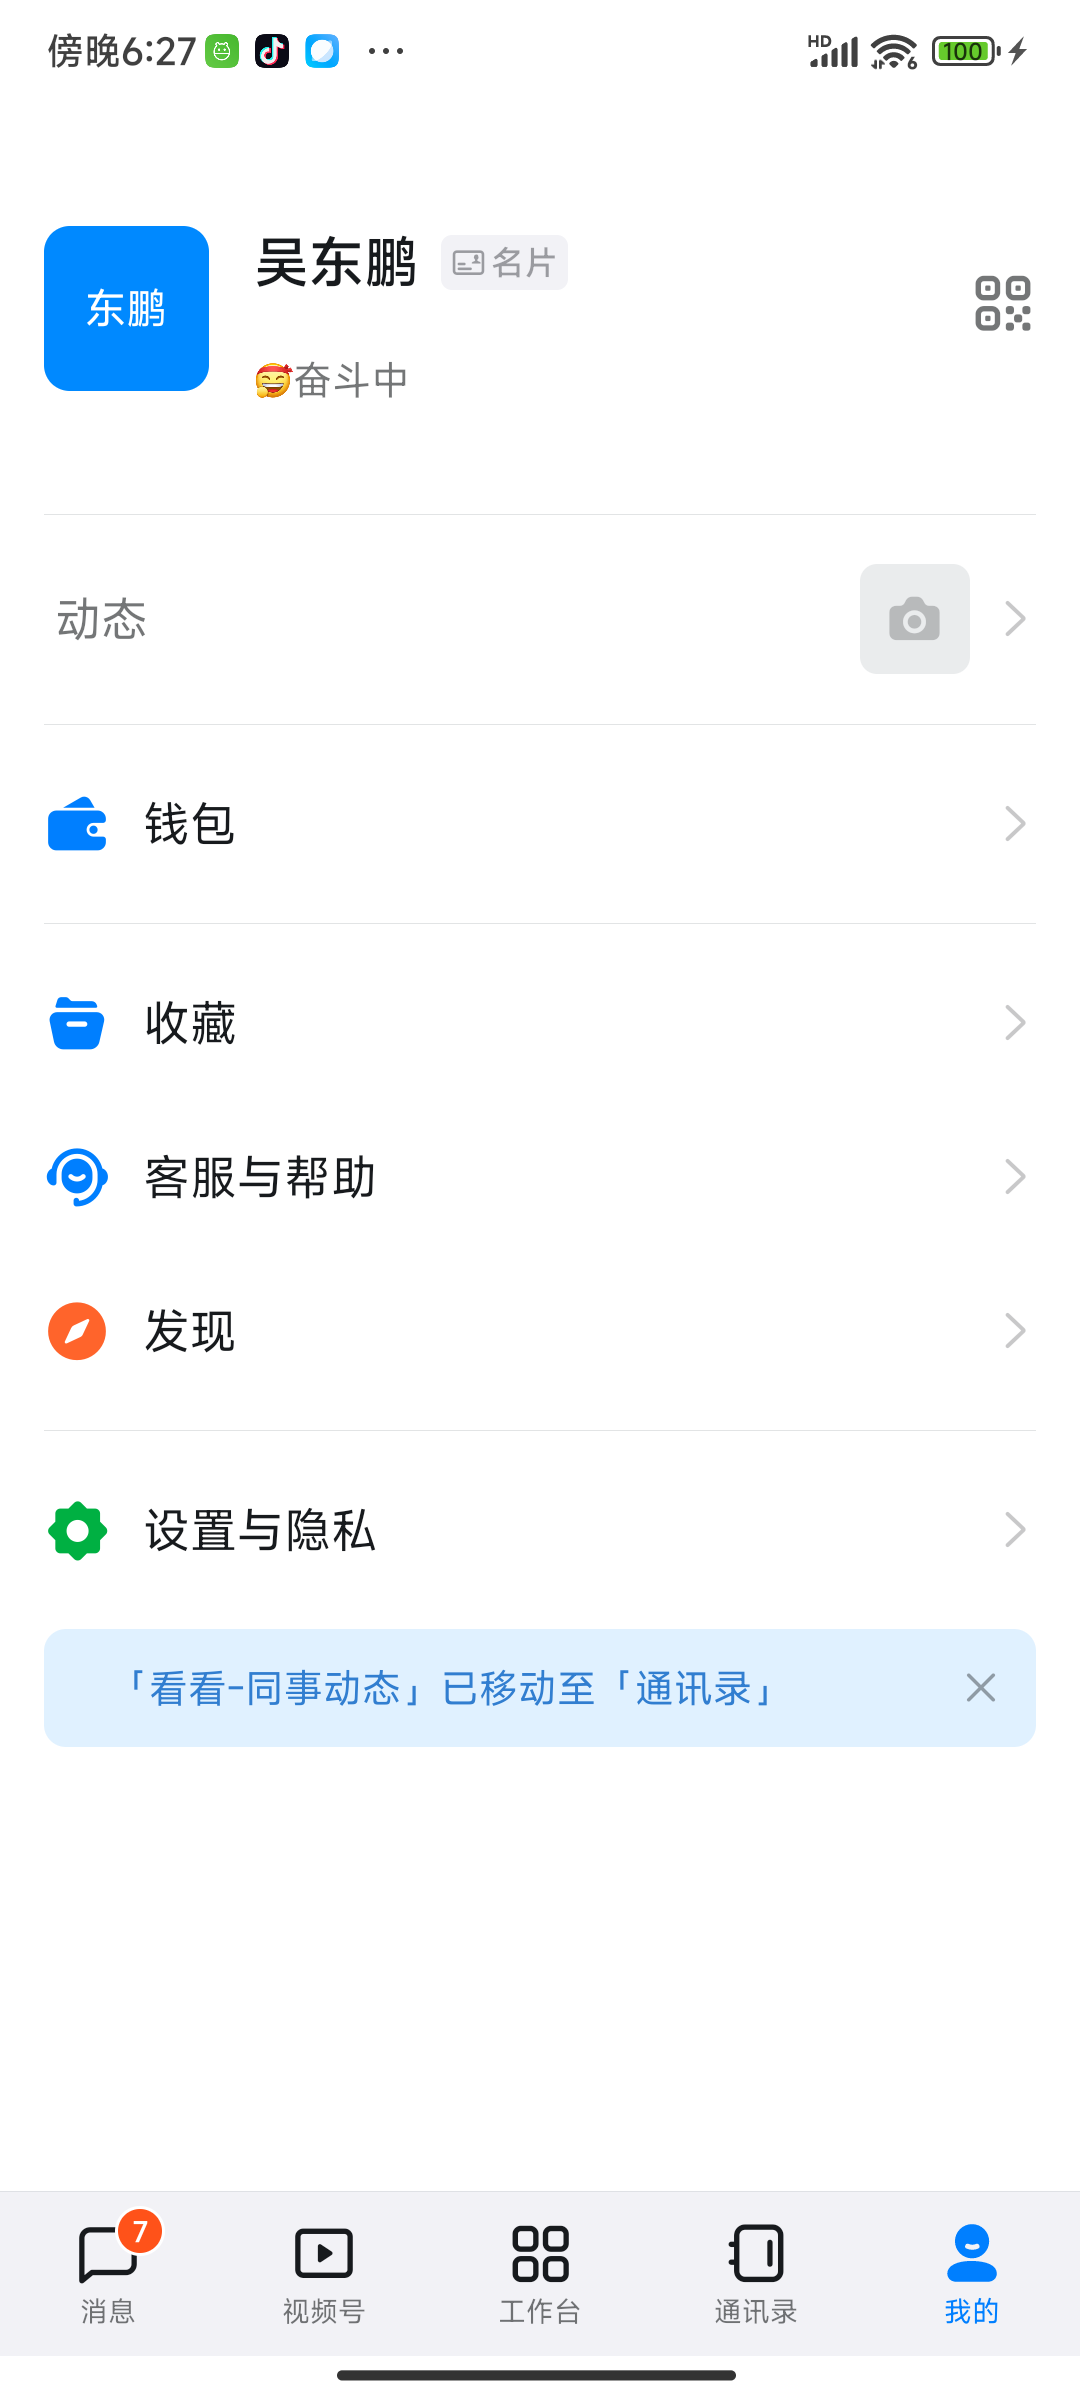 傍晚6:27
HD
6
100
东鹏
吴东鹏
名片
奋斗中
动态
钱包
收藏
客服与帮助
发现
设置与隐私
「看看-同事动态」已移动至「通讯录」
7
消息
视频号
工作台
通讯录
我的